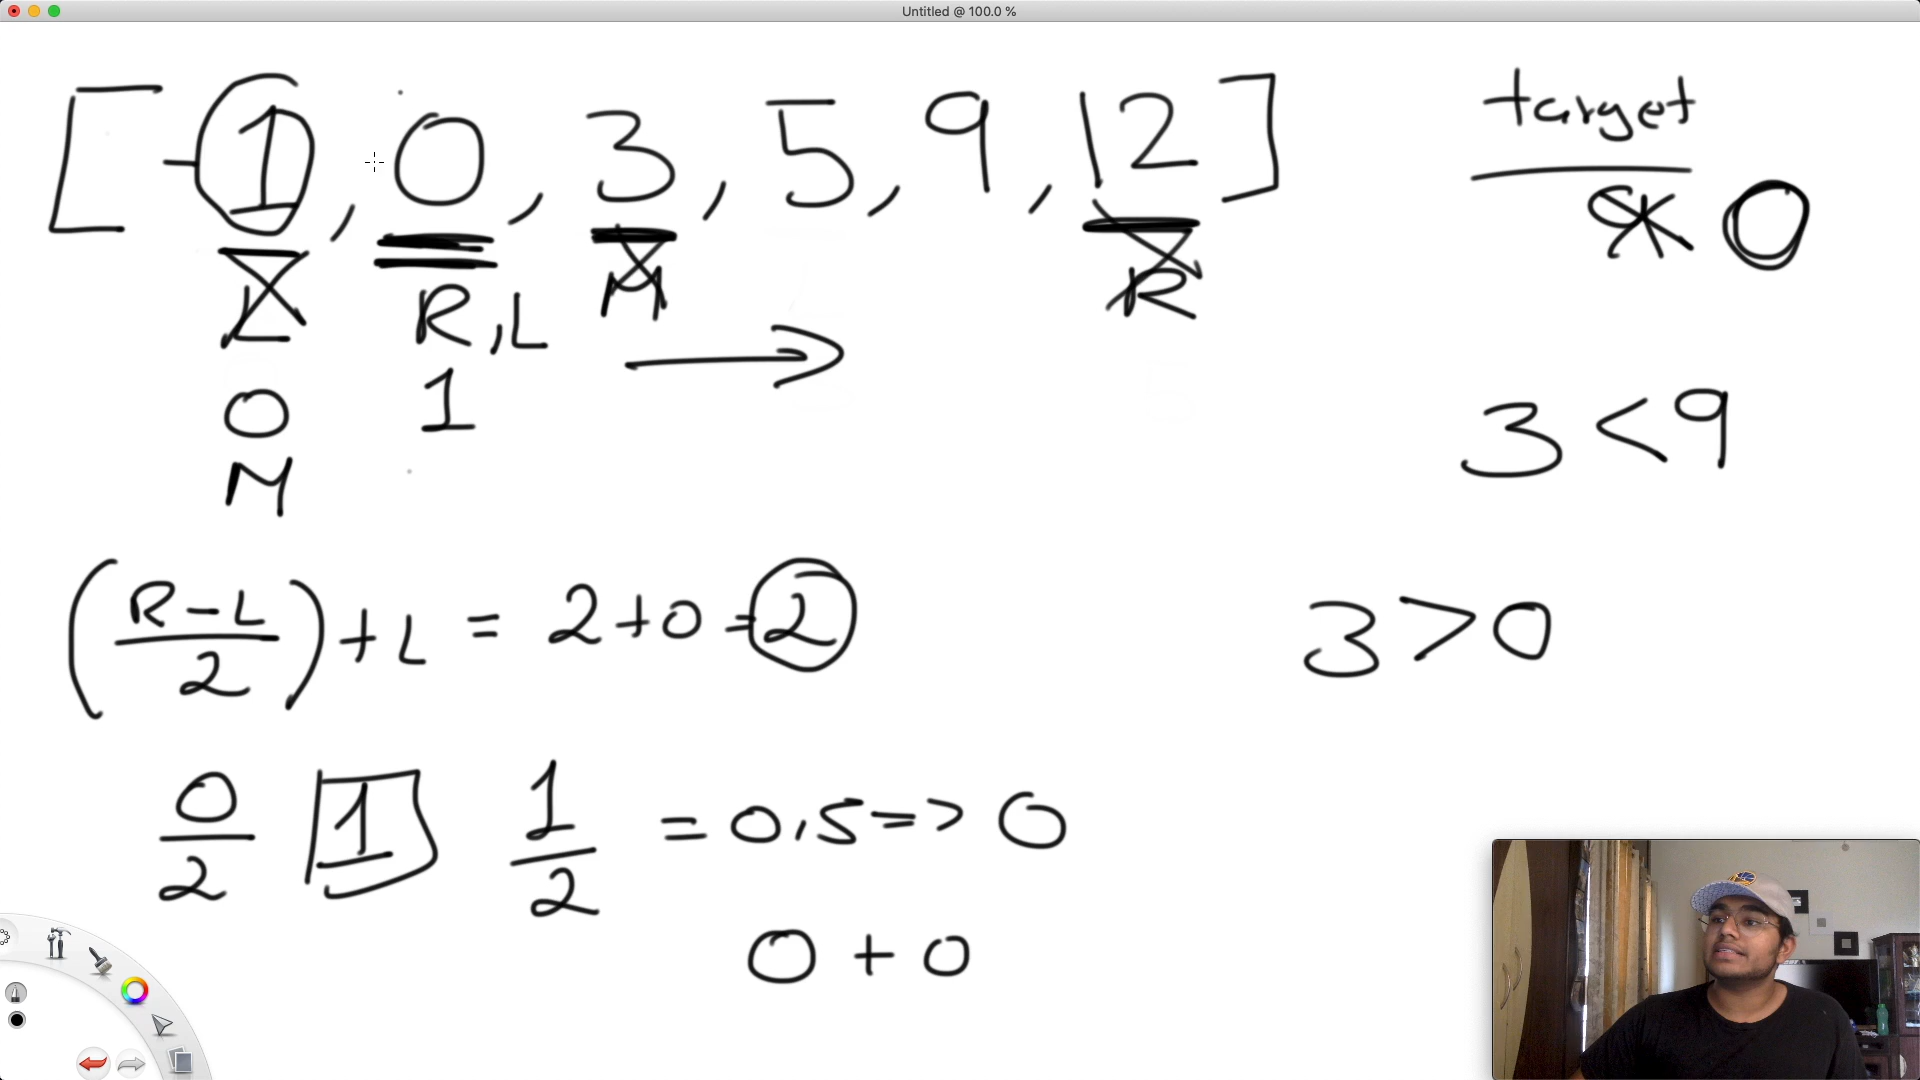 Untitled @ 100.0 %
[ -1 , 0 , 3 , 5 , 9 , 12 ]
target
0
L R,L M R
0 1
M
3 < 9
(R-L/2) + L = 2+0 = 2
3 > 0
0/2 1 1/2 = 0.5 => 0
0 + 0